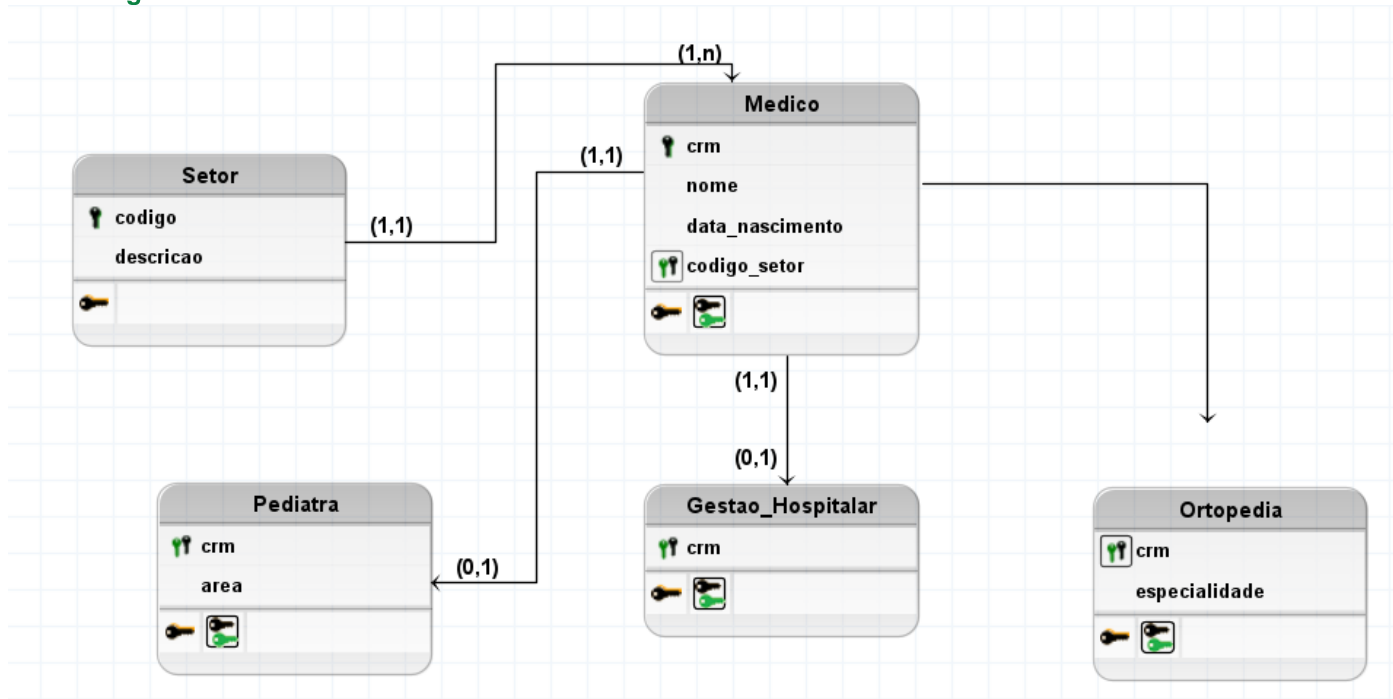 (1,n)
Medico
crm
nome
data_nascimento
codigo_setor
(1,1)
Setor
codigo
descricao
(1,1)
(1,1)
(0,1)
Pediatra
crm
area
(0,1)
Gestao_Hospitalar
crm
Ortopedia
crm
especialidade